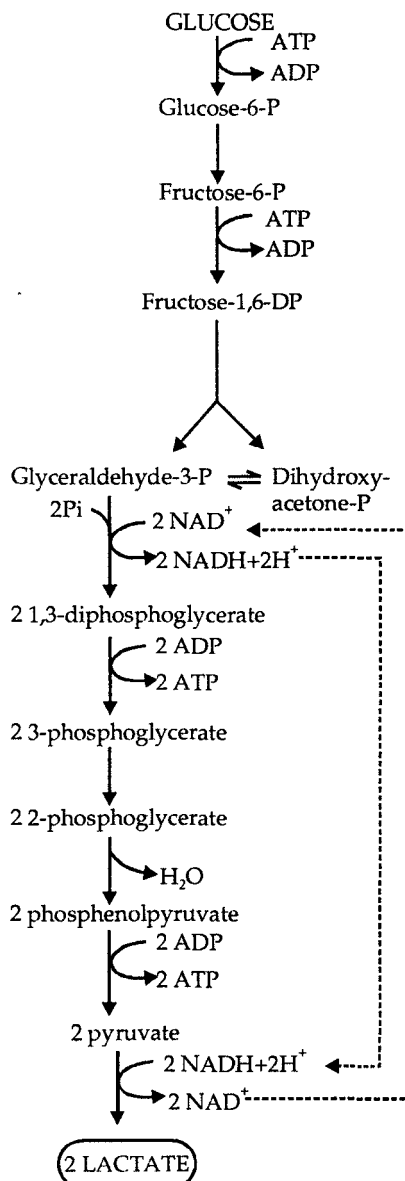 GLUCOSE
ATP
ADP
Glucose-6-P
Fructose-6-P
ATP
ADP
Fructose-1,6-DP
Glyceraldehyde-3-P ⇌ Dihydroxy-
acetone-P
2Pi
2 NAD⁺
2 NADH+2H⁺
2 1,3-diphosphoglycerate
2 ADP
2 ATP
2 3-phosphoglycerate
2 2-phosphoglycerate
H₂O
2 phosphenolpyruvate
2 ADP
2 ATP
2 pyruvate
2 NADH+2H⁺
2 NAD⁺
2 LACTATE